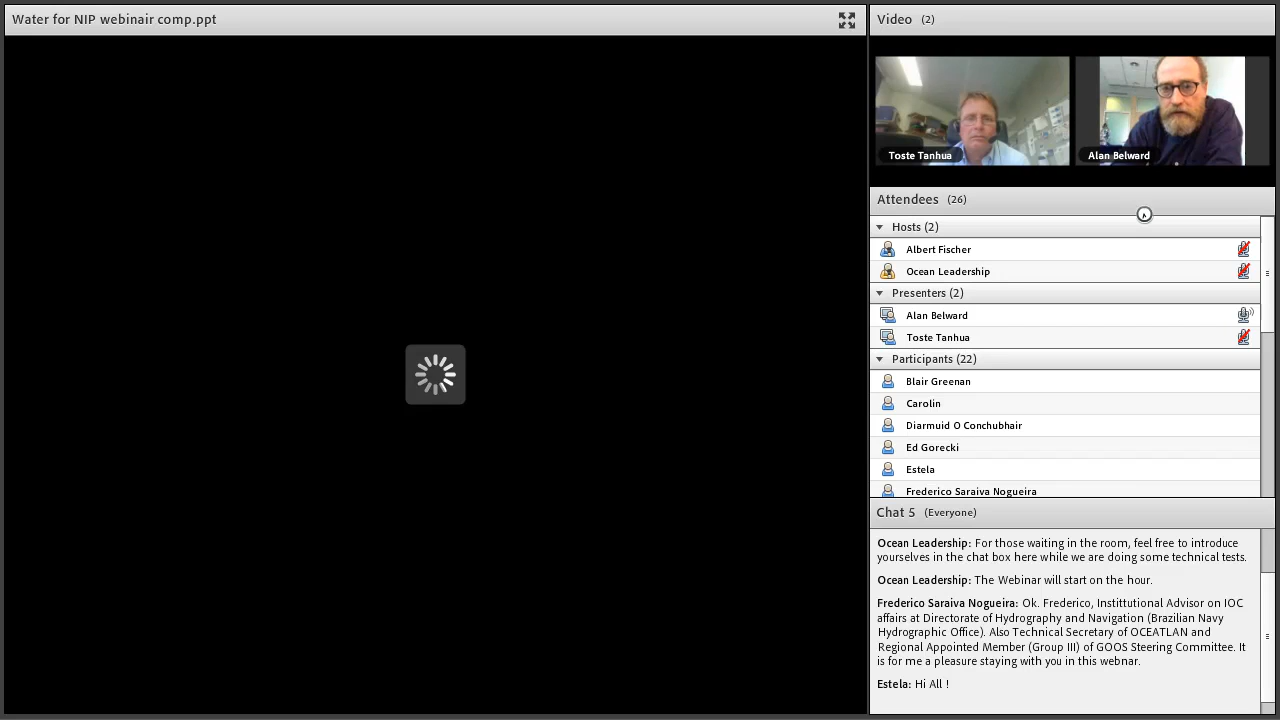 Water for NIP webinair comp.ppt
Video (2)
Toste Tanhua
Alan Belward
Attendees (26)
Hosts (2)
Albert Fischer
Ocean Leadership
Presenters (2)
Alan Belward
Toste Tanhua
Participants (22)
Blair Greenan
Carolin
Diarmuid O Conchubhair
Ed Gorecki
Estela
Frederico Saraiva Nogueira
Chat 5 (Everyone)
Ocean Leadership: For those waiting in the room, feel free to introduce
yourselves in the chat box here while we are doing some technical tests.
Ocean Leadership: The Webinar will start on the hour.
Frederico Saraiva Nogueira: Ok. Frederico, Instittutional Advisor on IOC
affairs at Directorate of Hydrography and Navigation (Brazilian Navy
Hydrographic Office). Also Technical Secretary of OCEATLAN and
Regional Appointed Member (Group III) of GOOS Steering Committee. It
is for me a pleasure staying with you in this webnar.
Estela: Hi All !